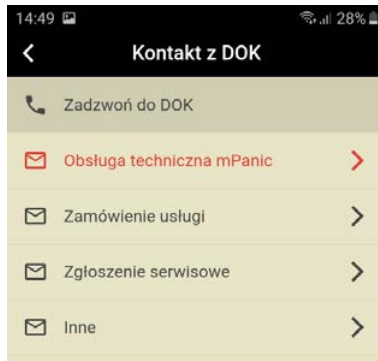 14:49 28%
Kontakt z DOK
Zadzwoń do DOK
Obsługa techniczna mPanic
Zamówienie usługi
Zgłoszenie serwisowe
Inne